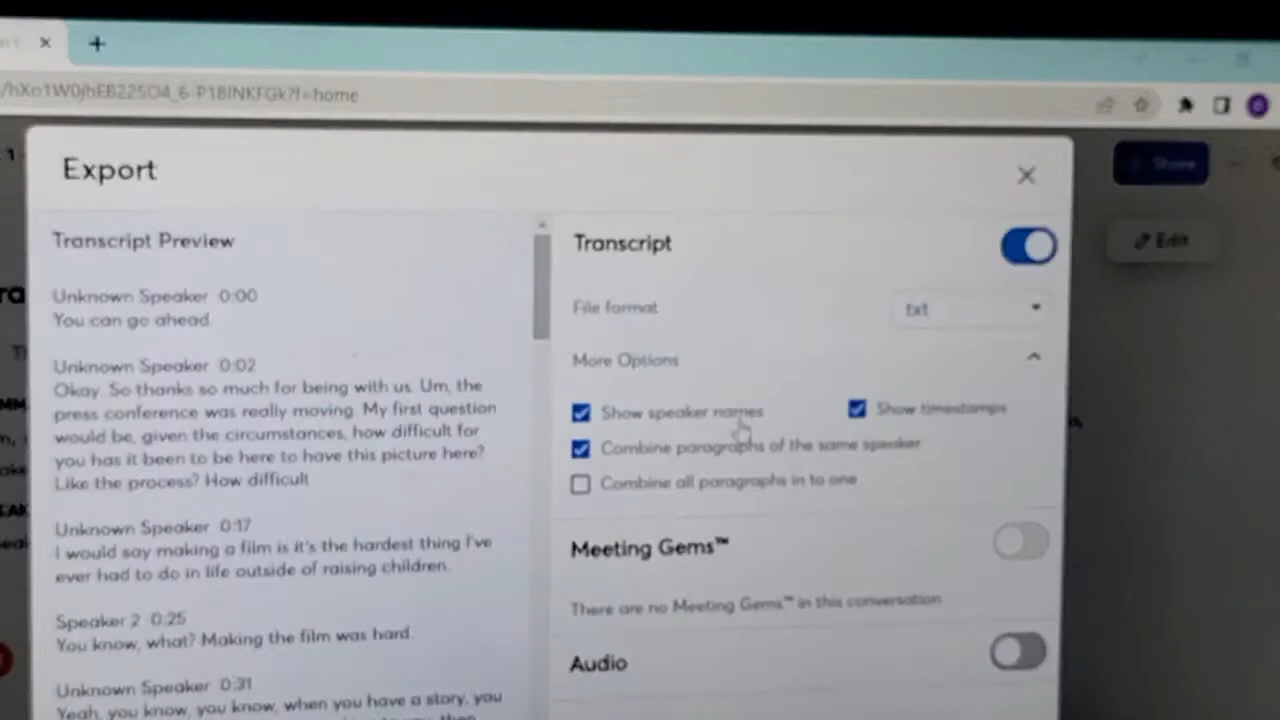 Export
Share
Edit
Transcript Preview
Unknown Speaker 0:00
You can go ahead.
Unknown Speaker 0:02
Okay. So thanks so much for being with us. Um, the
press conference was really moving. My first question
would be, given the circumstances, how difficult for
you has it been to be here to have this picture here?
Like the process? How difficult
Unknown Speaker 0:17
I would say making a film is it's the hardest thing I've
ever had to do in life outside of raising children.
Speaker 2 0:25
You know, what? Making the film was hard.
Unknown Speaker 0:31
Yeah, you know, you know, when you have a story, you
Transcript
File format
txt
More Options
Show speaker names
Show timestamps
Combine paragraphs of the same speaker
Combine all paragraphs in to one
Meeting Gems™
There are no Meeting Gems™ in this conversation
Audio